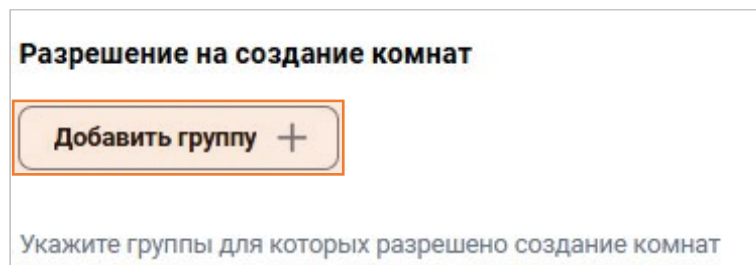 Разрешение на создание комнат
Добавить группу
Укажите группы для которых разрешено создание комнат